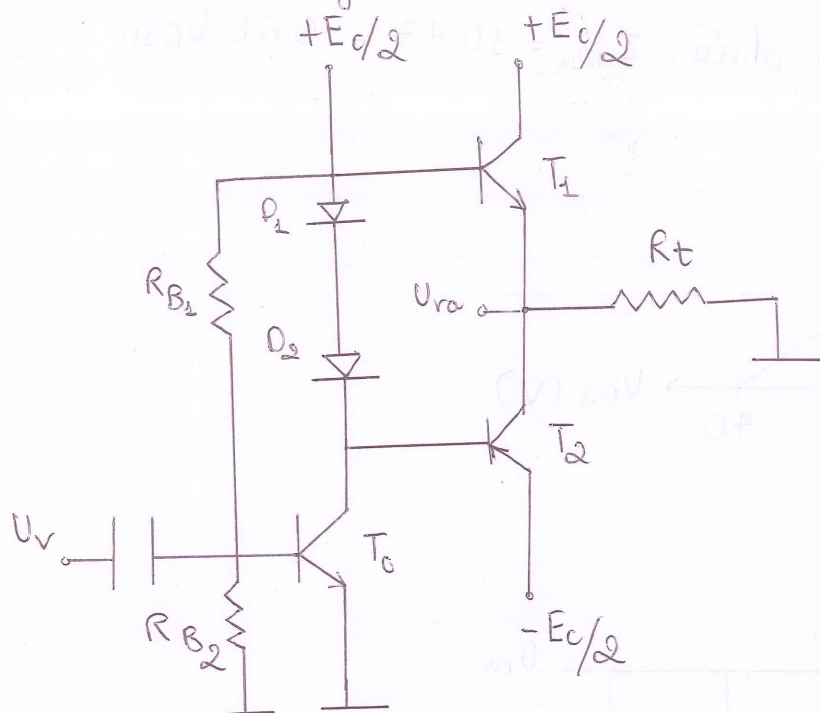 +Ec/2
+Ec/2
T1
D1
Rt
RB1
Ura
D2
T2
Uv
T0
RB2
-Ec/2